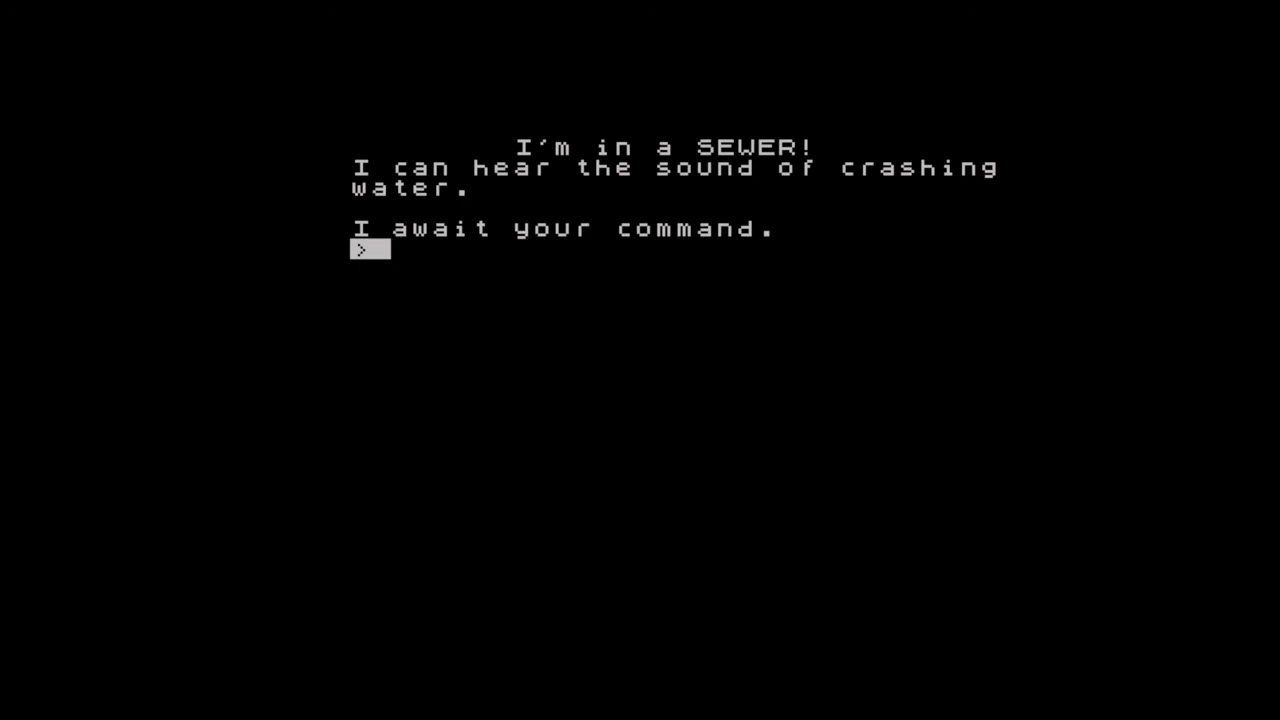 I'm in a SEWER!
I can hear the sound of crashing
water.
I await your command.
>